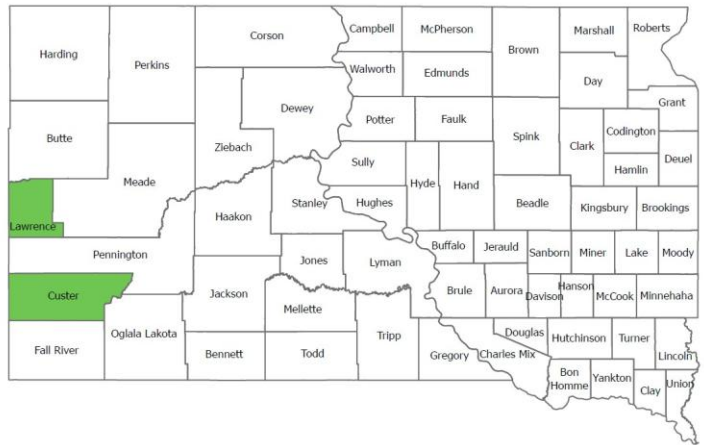 Harding
Perkins
Corson
Campbell
McPherson
Brown
Marshall
Roberts
Walworth
Edmunds
Day
Dewey
Grant
Butte
Ziebach
Potter
Faulk
Spink
Clark
Codington
Deuel
Hamlin
Meade
Sully
Hyde
Hand
Lawrence
Haakon
Stanley
Hughes
Beadle
Kingsbury
Brookings
Pennington
Jones
Lyman
Buffalo
Jerauld
Sanborn
Miner
Lake
Moody
Custer
Jackson
Mellette
Brule
Aurora
Davison
Hanson
McCook
Minnehaha
Fall River
Oglala Lakota
Bennett
Todd
Tripp
Gregory
Charles Mix
Douglas
Hutchinson
Turner
Lincoln
Bon
Homme
Yankton
Clay
Union